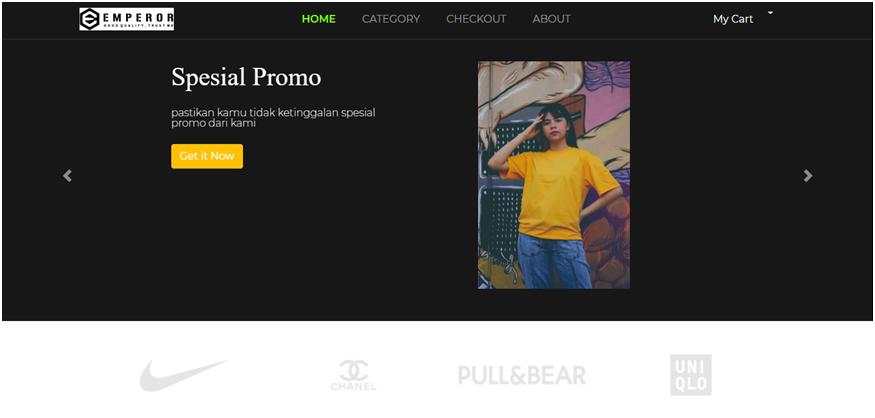 EMPEROR
GOOD QUALITY, TRUST ME
HOME
CATEGORY
CHECKOUT
ABOUT
My Cart
Spesial Promo
pastikan kamu tidak ketinggalan spesial
promo dari kami
Get it Now
CHANEL
PULL&BEAR
UNI
QLO